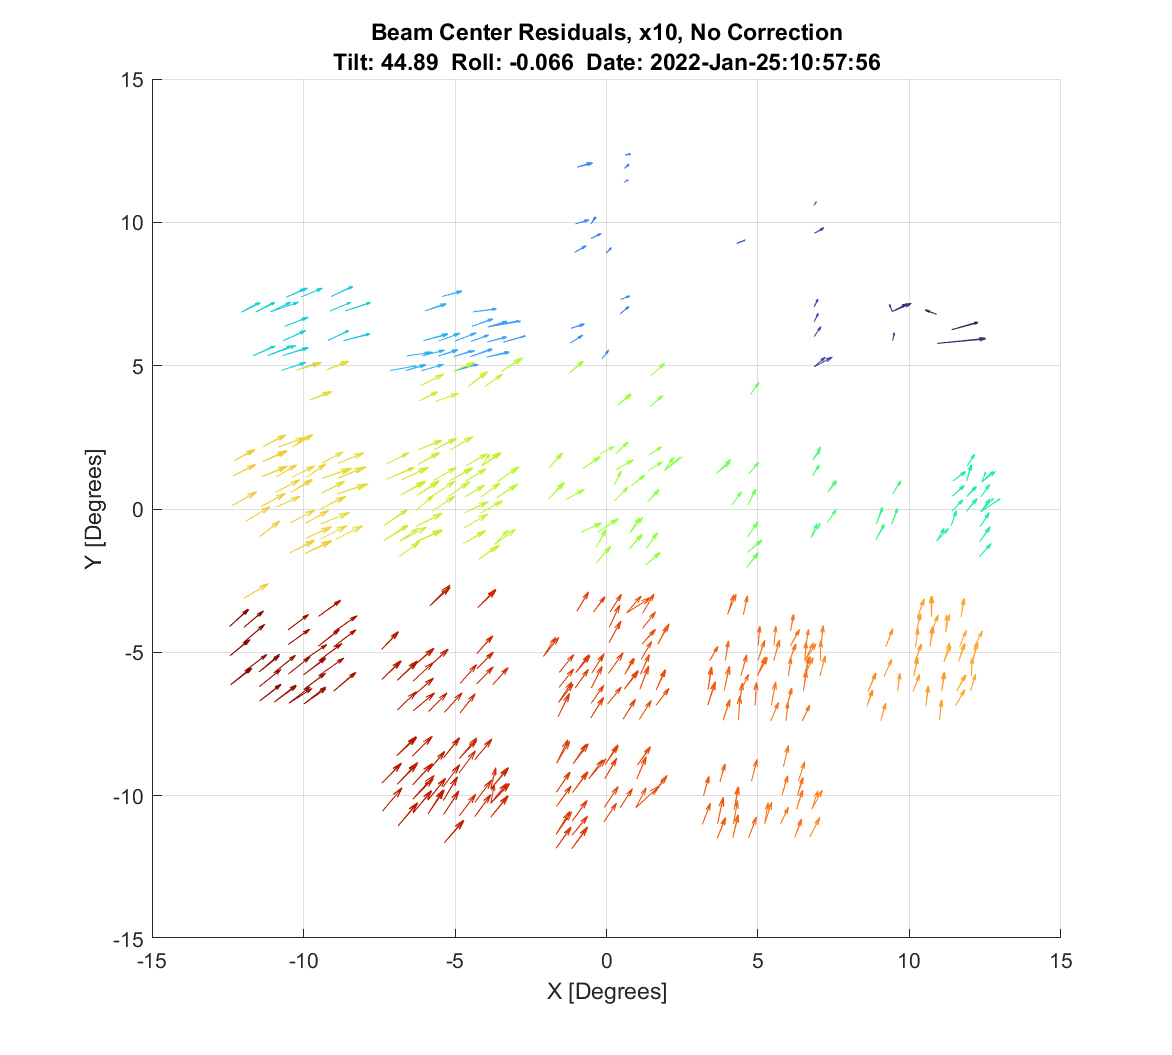 Beam Center Residuals, x10, No Correction
Tilt: 44.89 Roll: -0.066 Date: 2022-Jan-25:10:57:56
15
10
5
0
-5
-10
-15
Y [Degrees]
-15 -10 -5 0 5 10 15
X [Degrees]